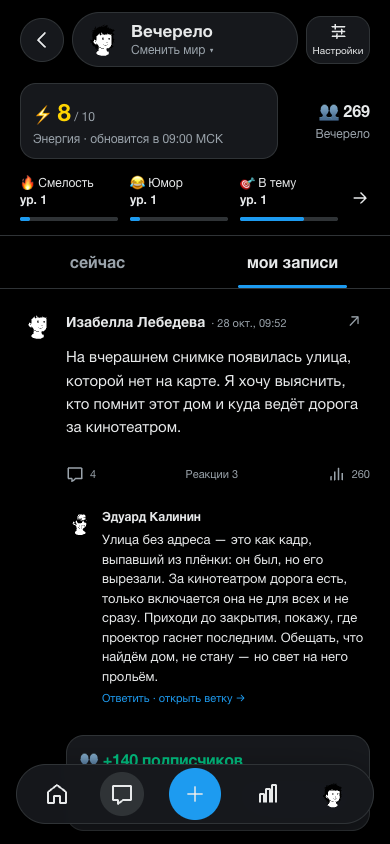 Вечерело
Сменить мир ▾
Настройки
⚡ 8 / 10
Энергия · обновится в 09:00 МСК
👥 269
Вечерело
🔥 Смелость
ур. 1
😂 Юмор
ур. 1
🎯 В тему
ур. 1
→
сейчас
мои записи
Изабелла Лебедева · 28 окт., 09:52
На вчерашнем снимке появилась улица,
которой нет на карте. Я хочу выяснить,
кто помнит этот дом и куда ведёт дорога
за кинотеатром.
4
Реакции 3
260
Эдуард Калинин
Улица без адреса — это как кадр,
выпавший из плёнки: он был, но его
вырезали. За кинотеатром дорога есть,
только включается она не для всех и не
сразу. Приходи до закрытия, покажу, где
проектор гаснет последним. Обещать, что
найдём дом, не стану — но свет на него
прольём.
Ответить · открыть ветку →
👥 +140 подписчиков